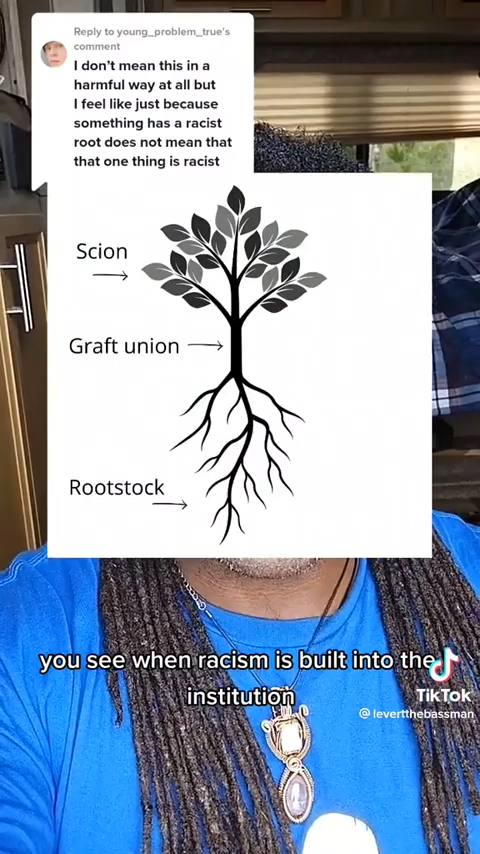 Reply to young_problem_true's
comment
I don't mean this in a
harmful way at all but
I feel like just because
something has a racist
root does not mean that
that one thing is racist
Scion
Graft union
Rootstock
you see when racism is built into the
institution
TikTok
@levertthebassman